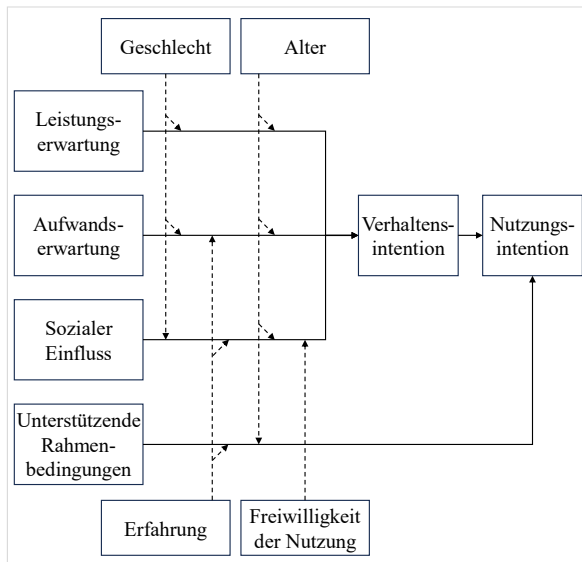 Geschlecht
Alter
Leistungs-
erwartung
Aufwands-
erwartung
Verhaltens-
intention
Nutzungs-
intention
Sozialer
Einfluss
Unterstützende
Rahmen-
bedingungen
Erfahrung
Freiwilligkeit
der Nutzung